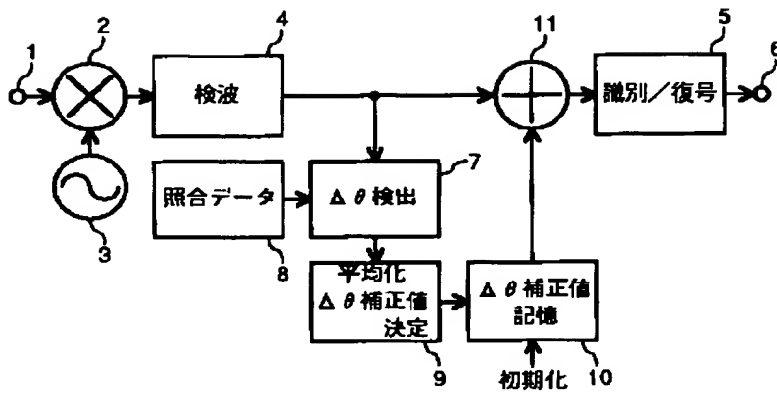 1
2
4
11
5
6
検波
識別／復号
7
照合データ
Δθ検出
3
8
平均化
Δθ補正値
決定
Δθ補正値
記憶
9
初期化
10